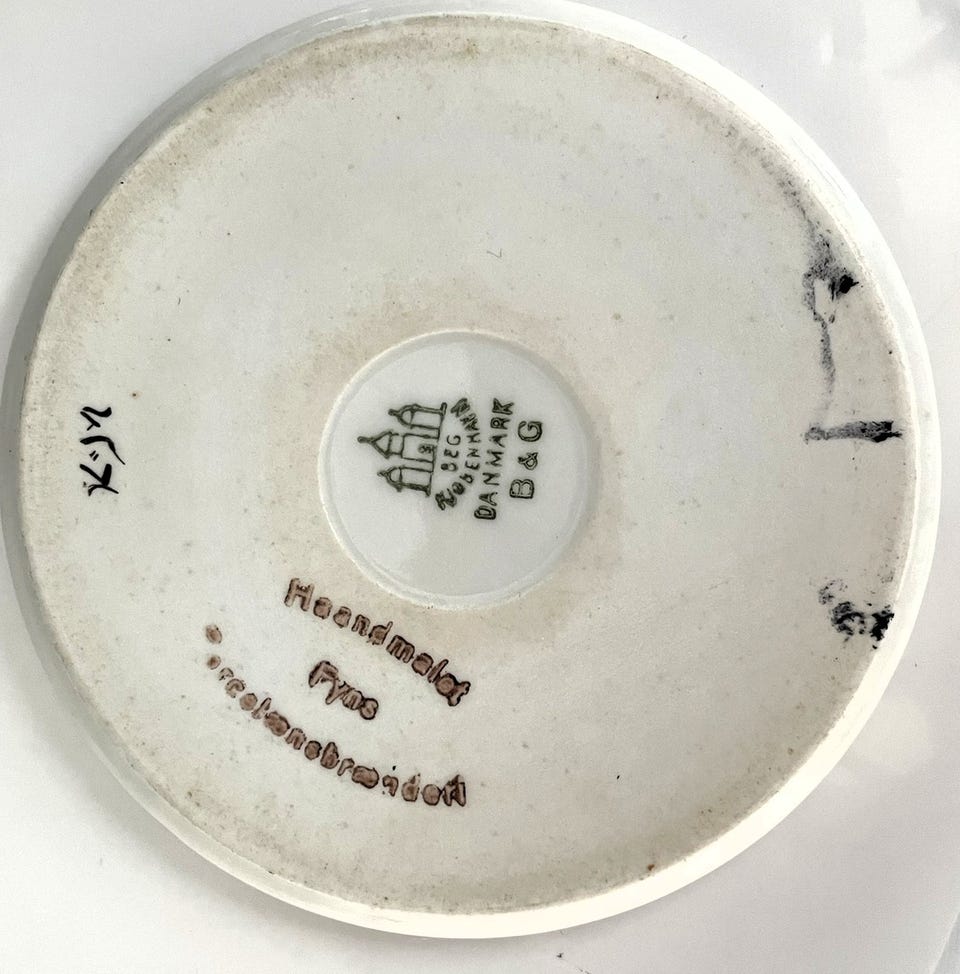 B&G
KØBENHAVN
DANMARK
B & G
Haandmalet
Fyns
Porcelænsbrænderi